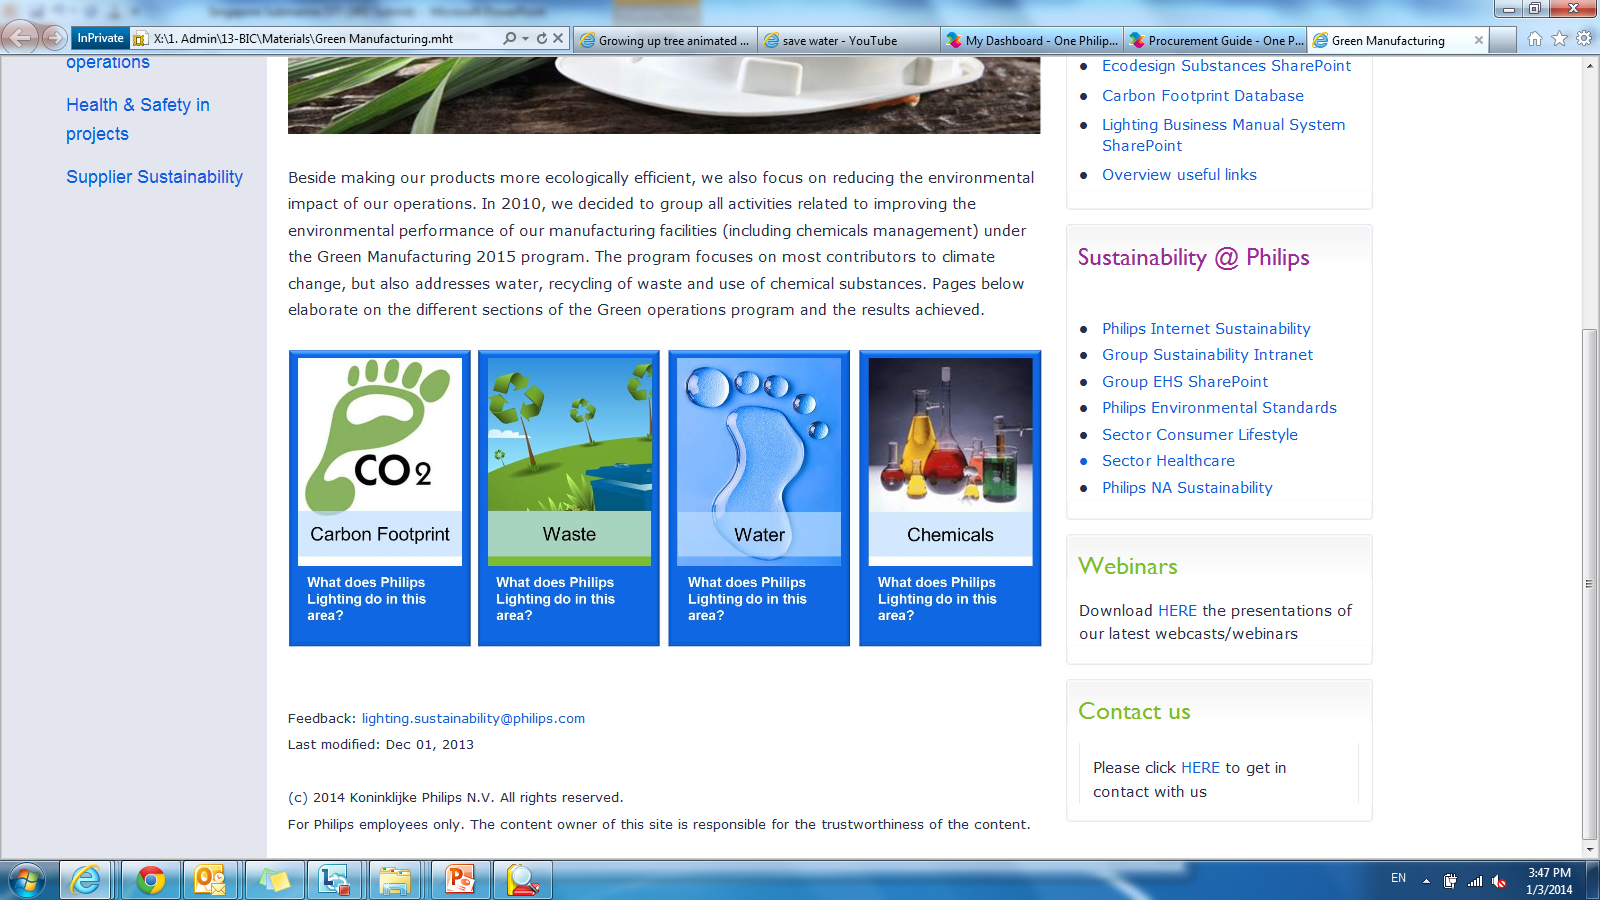 InPrivate
X:\1. Admin\13-BIC\Materials\Green Manufacturing.mht
Growing up tree animated ...
save water - YouTube
My Dashboard - One Philip...
Procurement Guide - One P...
Green Manufacturing
operations
Health & Safety in
projects
Supplier Sustainability
Beside making our products more ecologically efficient, we also focus on reducing the environmental
impact of our operations. In 2010, we decided to group all activities related to improving the
environmental performance of our manufacturing facilities (including chemicals management) under
the Green Manufacturing 2015 program. The program focuses on most contributors to climate
change, but also addresses water, recycling of waste and use of chemical substances. Pages below
elaborate on the different sections of the Green operations program and the results achieved.
CO2
Carbon Footprint
What does Philips
Lighting do in this
area?
Waste
What does Philips
Lighting do in this
area?
Water
What does Philips
Lighting do in this
area?
Chemicals
What does Philips
Lighting do in this
area?
Feedback: lighting.sustainability@philips.com
Last modified: Dec 01, 2013
(c) 2014 Koninklijke Philips N.V. All rights reserved.
For Philips employees only. The content owner of this site is responsible for the trustworthiness of the content.
Ecodesign Substances SharePoint
Carbon Footprint Database
Lighting Business Manual System
SharePoint
Overview useful links
Sustainability @ Philips
Philips Internet Sustainability
Group Sustainability Intranet
Group EHS SharePoint
Philips Environmental Standards
Sector Consumer Lifestyle
Sector Healthcare
Philips NA Sustainability
Webinars
Download HERE the presentations of
our latest webcasts/webinars
Contact us
Please click HERE to get in
contact with us
EN
3:47 PM
1/3/2014